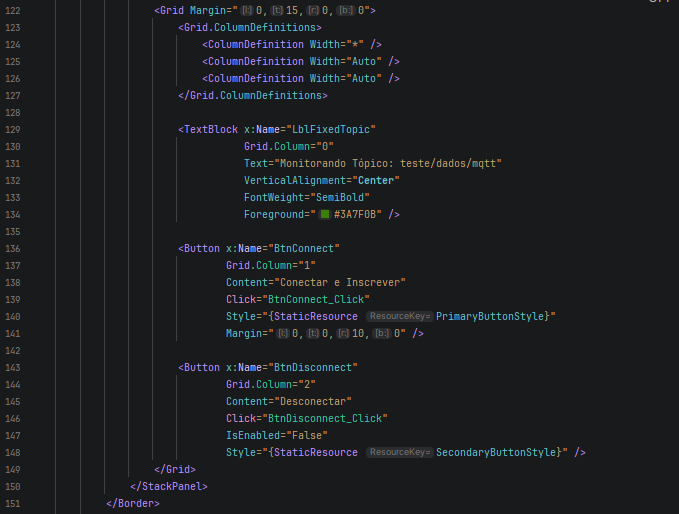 122 <Grid Margin="l:0,t:15,r:0,b:0">
123 <Grid.ColumnDefinitions>
124 <ColumnDefinition Width="*" />
125 <ColumnDefinition Width="Auto" />
126 <ColumnDefinition Width="Auto" />
127 </Grid.ColumnDefinitions>
128
129 <TextBlock x:Name="LblFixedTopic"
130 Grid.Column="0"
131 Text="Monitorando Tópico: teste/dados/mqtt"
132 VerticalAlignment="Center"
133 FontWeight="SemiBold"
134 Foreground="#3A7F0B" />
135
136 <Button x:Name="BtnConnect"
137 Grid.Column="1"
138 Content="Conectar e Inscrever"
139 Click="BtnConnect_Click"
140 Style="{StaticResource ResourceKey=PrimaryButtonStyle}"
141 Margin="l:0,t:0,r:10,b:0" />
142
143 <Button x:Name="BtnDisconnect"
144 Grid.Column="2"
145 Content="Desconectar"
146 Click="BtnDisconnect_Click"
147 IsEnabled="False"
148 Style="{StaticResource ResourceKey=SecondaryButtonStyle}" />
149 </Grid>
150 </StackPanel>
151 </Border>